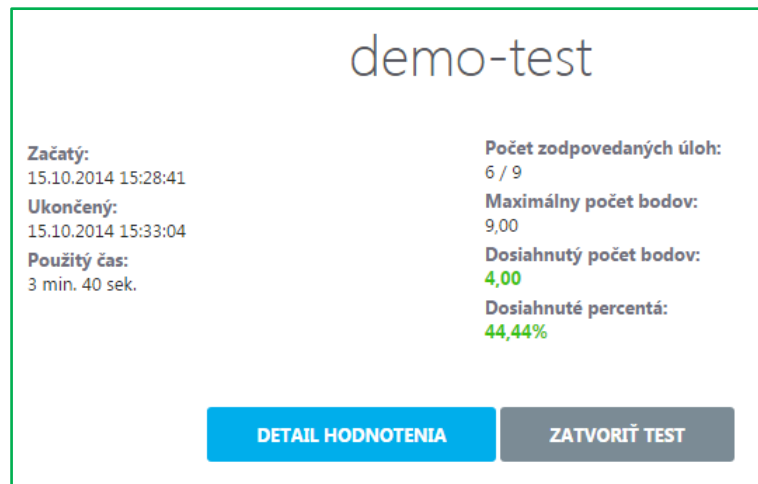 demo-test
Začatý:
15.10.2014 15:28:41
Ukončený:
15.10.2014 15:33:04
Použitý čas:
3 min. 40 sek.
Počet zodpovedaných úloh:
6 / 9
Maximálny počet bodov:
9,00
Dosiahnutý počet bodov:
4,00
Dosiahnuté percentá:
44,44%
DETAIL HODNOTENIA
ZATVORIŤ TEST